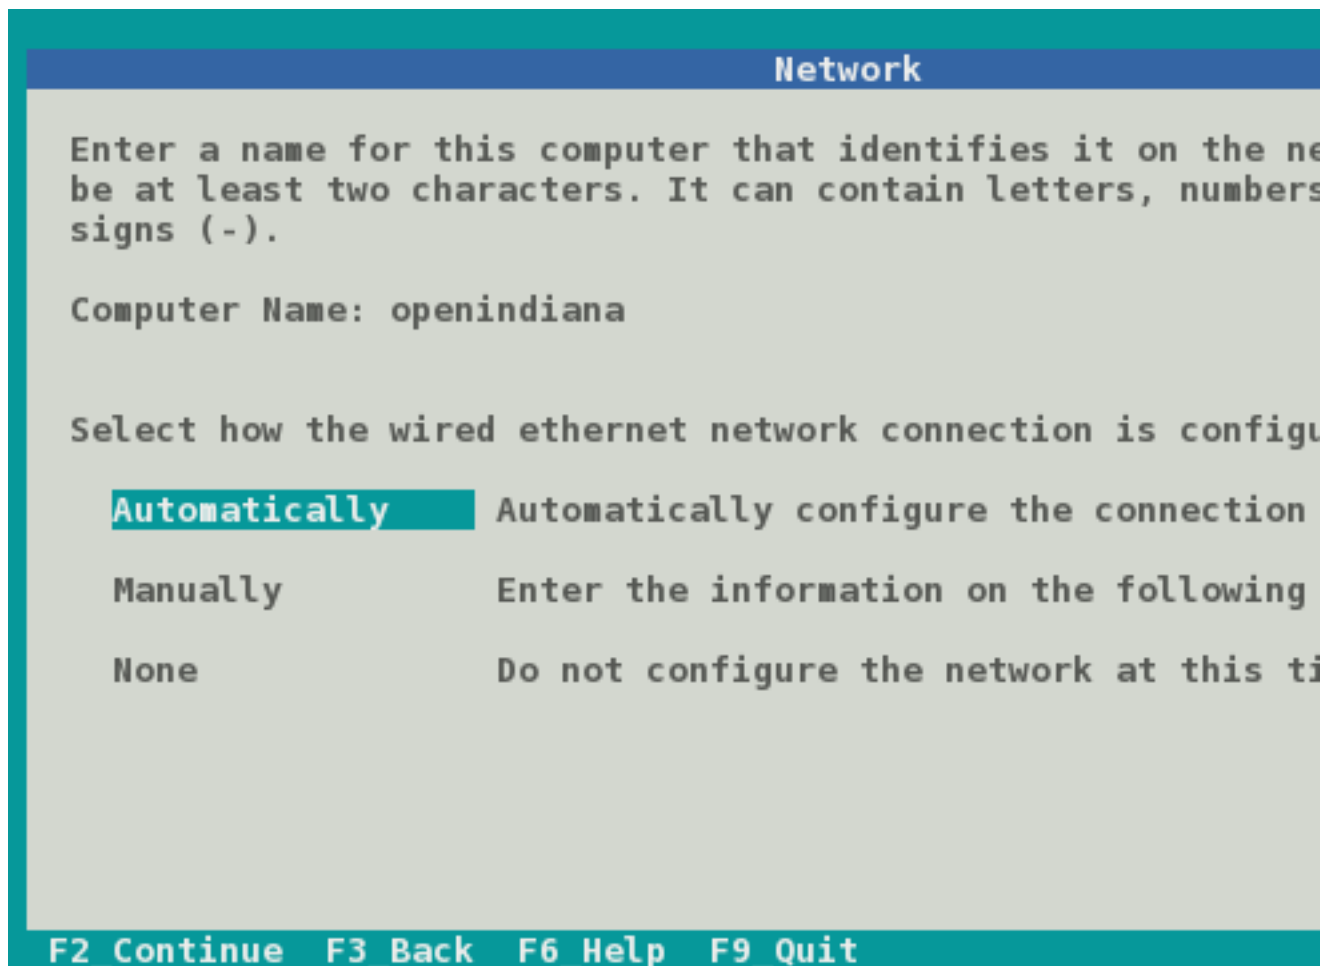 Network
Enter a name for this computer that identifies it on the
be at least two characters. It can contain letters, numbers
signs (-).
Computer Name: openindiana
Select how the wired ethernet network connection is
Automatically Automatically configure the connection
Manually Enter the information on the following
None Do not configure the network at this
F2 Continue F3 Back F6 Help F9 Quit